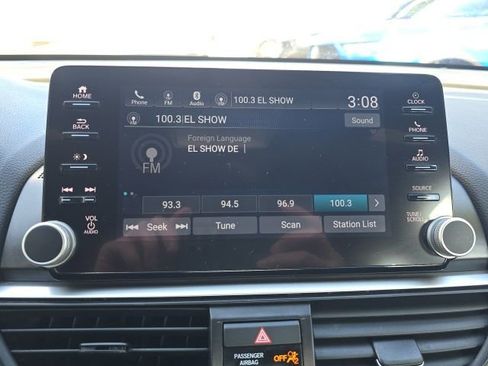 HOME
BACK
VOL
AUDIO
Phone FM Audio FM 100.3 EL SHOW 3:08
100.3 EL SHOW Sound
Foreign Language
EL SHOW DE
FM
93.3 94.5 96.9 100.3
Seek Tune Scan Station List
CLOCK
PHONE
AUDIO
SOURCE
TUNE/
SCROLL
PASSENGER
AIRBAG
OFF